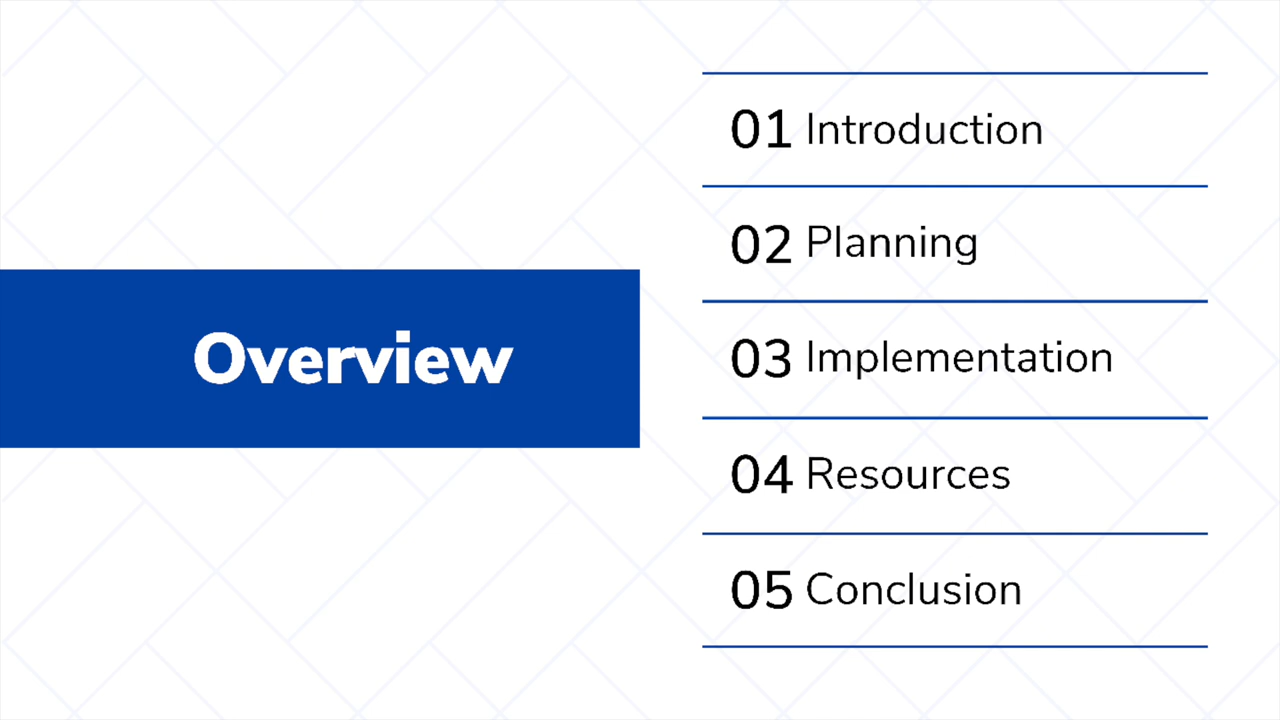 Overview
01 Introduction
02 Planning
03 Implementation
04 Resources
05 Conclusion